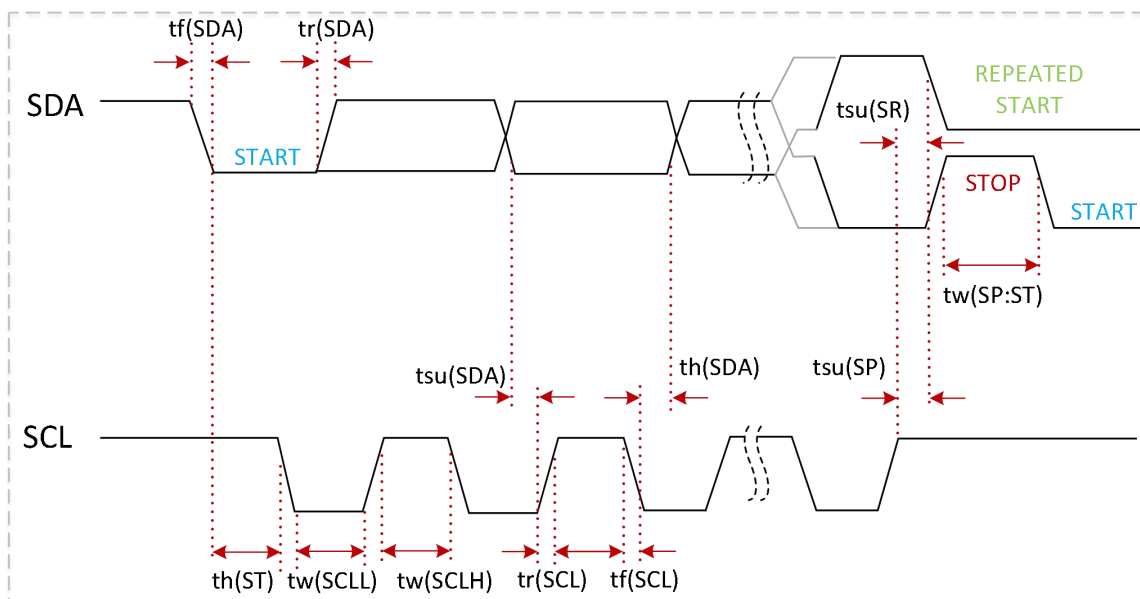 tf(SDA)
tr(SDA)
SDA
START
tsu(SR)
REPEATED
START
STOP
START
tw(SP:ST)
tsu(SDA)
th(SDA)
tsu(SP)
SCL
th(ST)
tw(SCLL)
tw(SCLH)
tr(SCL)
tf(SCL)